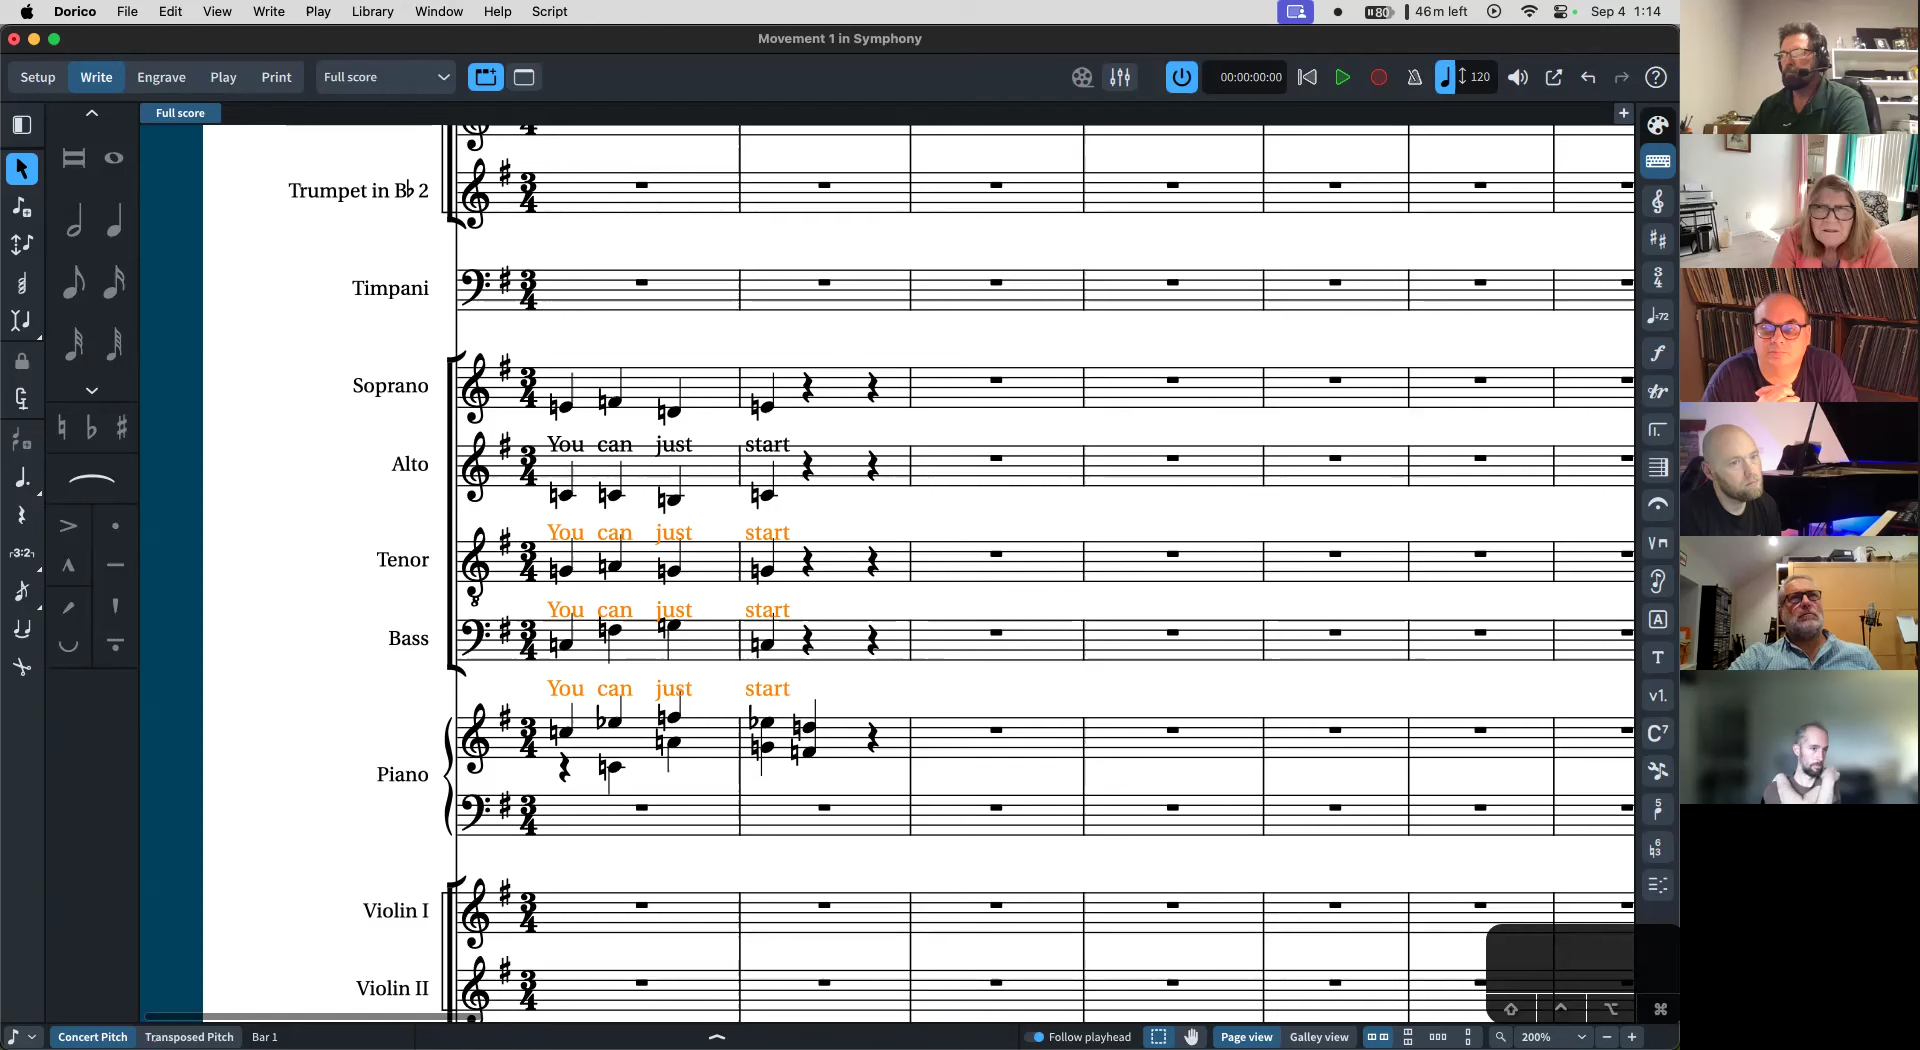 Dorico File Edit View Write Play Library Window Help Script
80 46m left Sep 4 1:14
Movement 1 in Symphony
Setup Write Engrave Play Print Full score 00:00:00:00 120
Full score
Trumpet in B♭ 2
Timpani
Soprano
You can just start
Alto
You can just start
Tenor
You can just start
Bass
You can just start
Piano
Violin I
Violin II
Concert Pitch Transposed Pitch Bar 1 Follow playhead Page view Galley view 200%